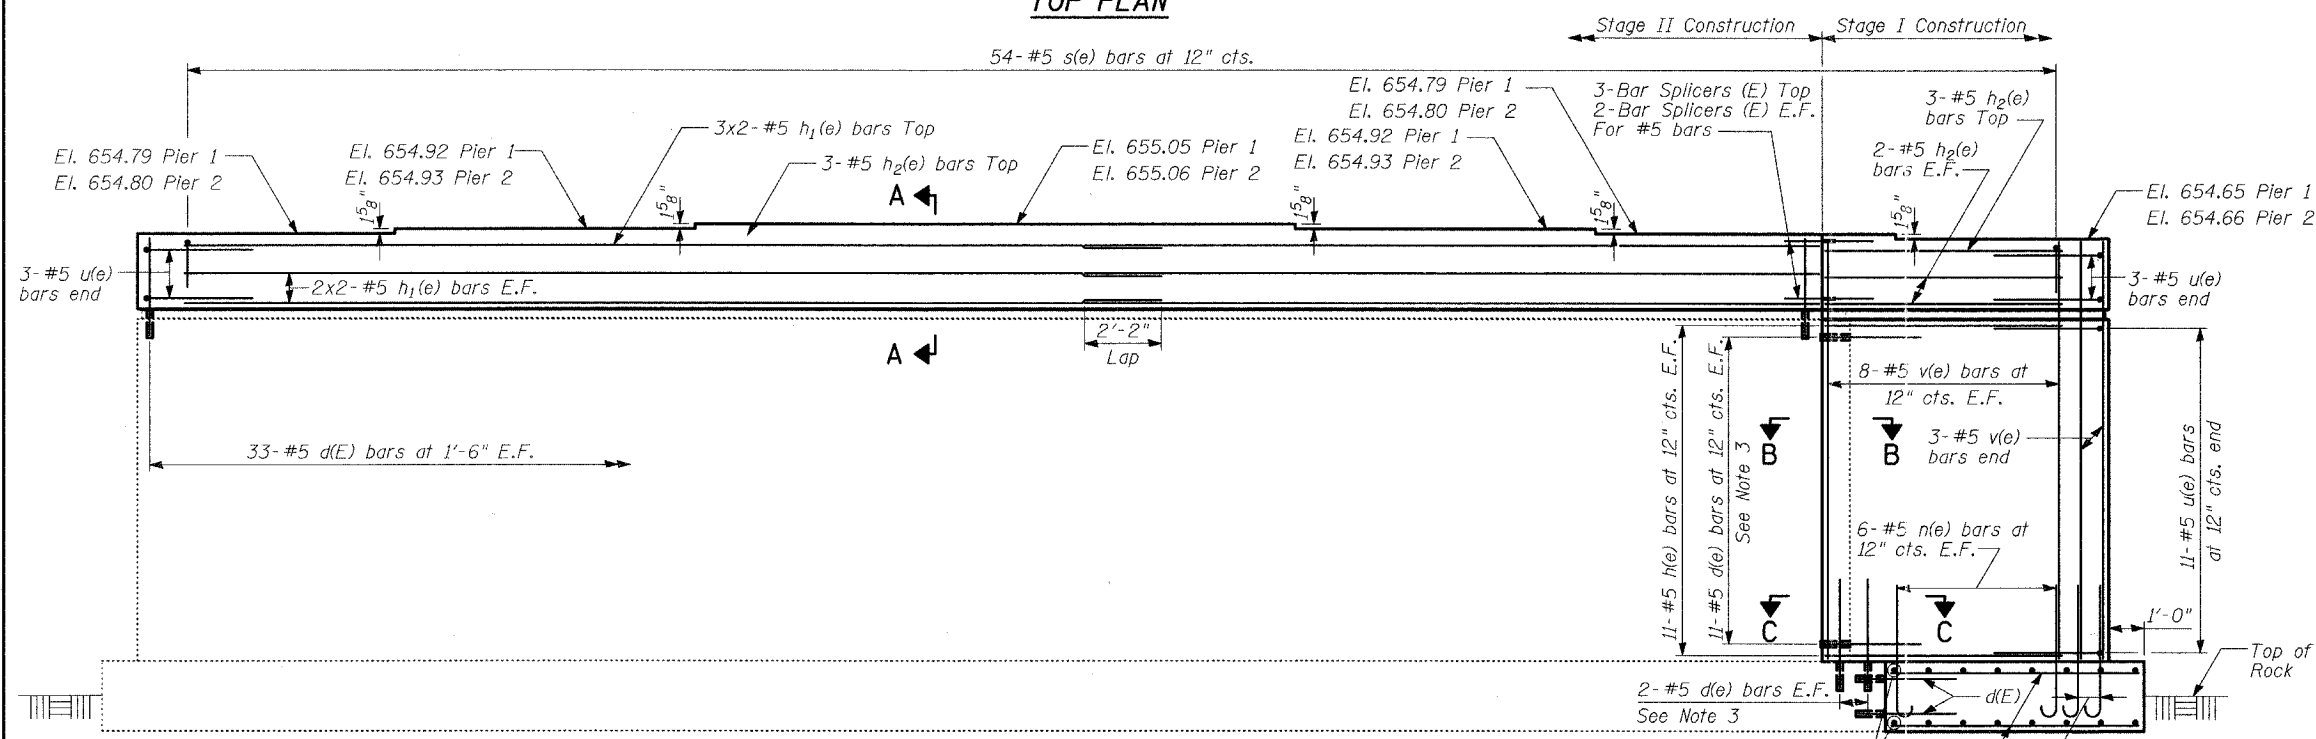 TOP PLAN
Stage II Construction
Stage I Construction
54-#5 s(e) bars at 12" cts.
El. 654.79 Pier 1
El. 654.80 Pier 2
3-Bar Splicers (E) Top
2-Bar Splicers (E) E.F.
For #5 bars
3-#5 h2(e)
bars Top
3x2-#5 h1(e) bars Top
El. 654.79 Pier 1
El. 654.80 Pier 2
El. 654.92 Pier 1
El. 654.93 Pier 2
3-#5 h2(e) bars Top
El. 655.05 Pier 1
El. 655.06 Pier 2
El. 654.92 Pier 1
El. 654.93 Pier 2
2-#5 h2(e)
bars E.F.
El. 654.65 Pier 1
El. 654.66 Pier 2
A
1 5/8"
1 5/8"
1 5/8"
1 5/8"
1 5/8"
3-#5 u(e)
bars end
2x2-#5 h1(e) bars E.F.
3-#5 u(e)
bars end
2'-2"
Lap
A
11-#5 h(e) bars at 12" cts. E.F.
11-#5 d(e) bars at 12" cts. E.F.
See Note 3
8-#5 v(e) bars at
12" cts. E.F.
33-#5 d(E) bars at 1'-6" E.F.
B
B
3-#5 v(e)
bars end
11-#5 u(e) bars
at 12" cts. end
6-#5 n(e) bars at
12" cts. E.F.
C
C
1'-0"
Top of
Rock
2-#5 d(e) bars E.F.
See Note 3
d(E)